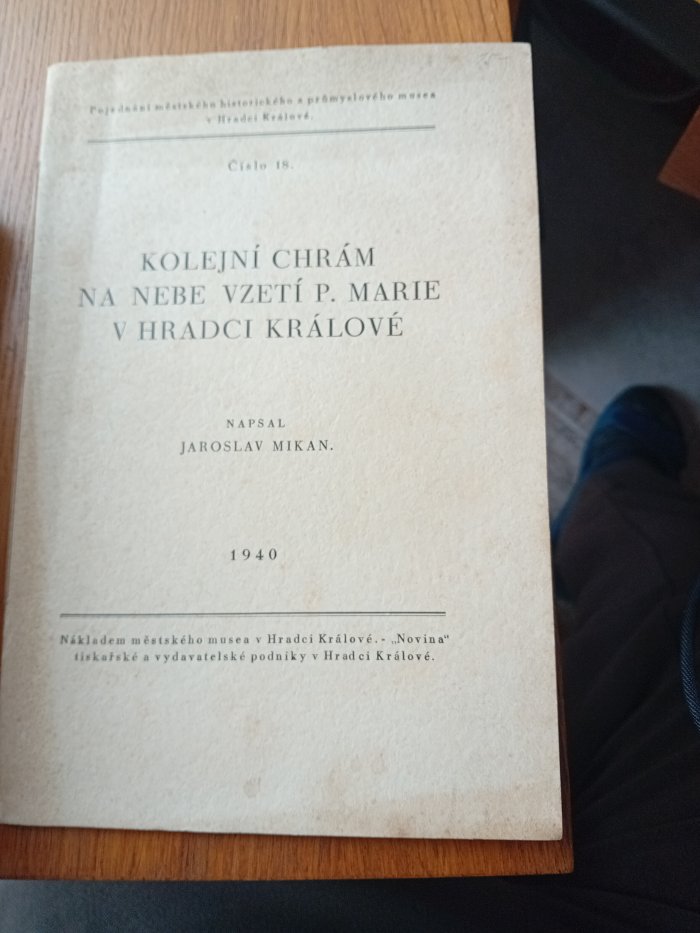 Pojednání městského historického a průmyslového musea
v Hradci Králové.
Číslo 18.
KOLEJNÍ CHRÁM
NA NEBE VZETÍ P. MARIE
V HRADCI KRÁLOVÉ
NAPSAL
JAROSLAV MIKAN.
1940
Nákladem městského musea v Hradci Králové.- „Novina“
tiskařské a vydavatelské podniky v Hradci Králové.